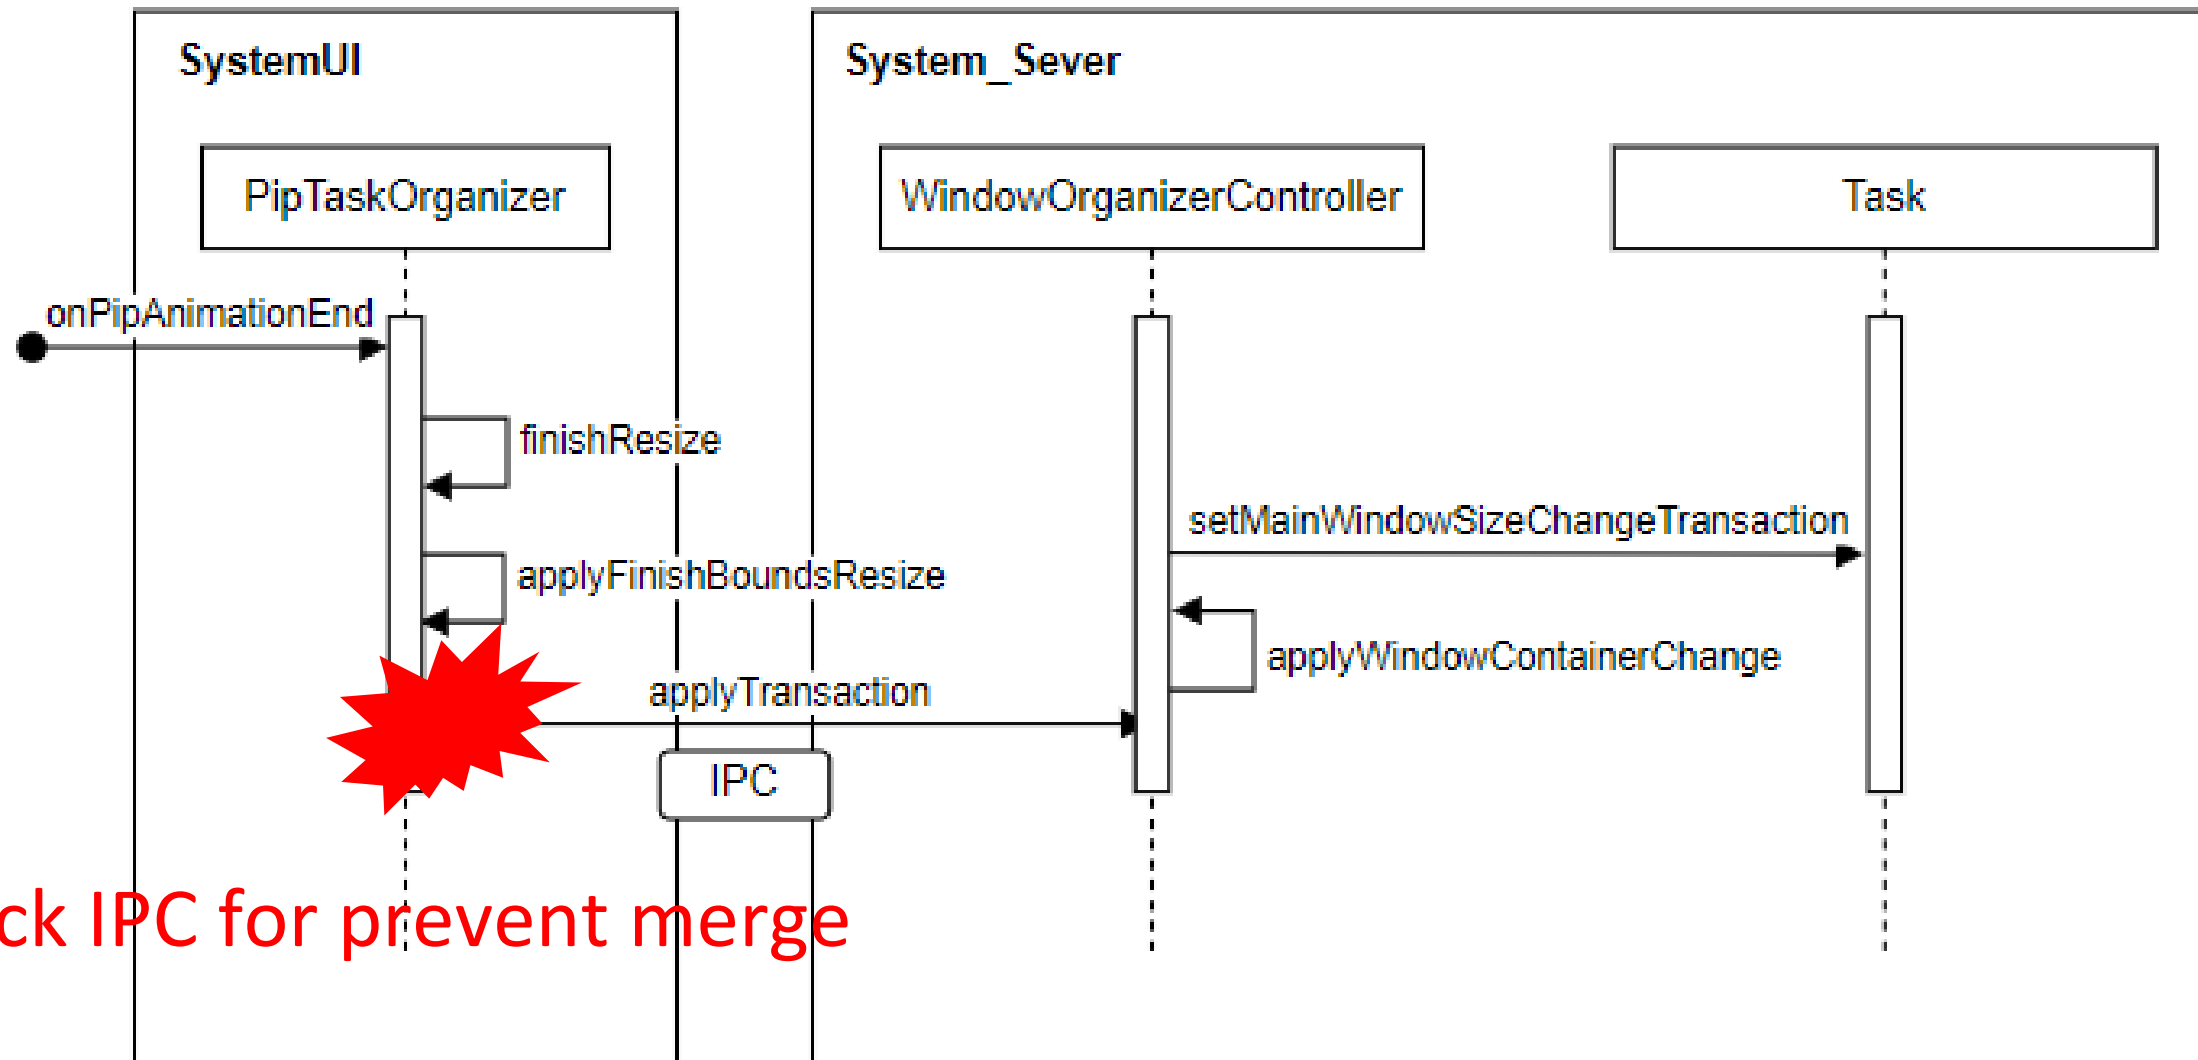 SystemUI
System_Sever
PipTaskOrganizer
WindowOrganizerController
Task
onPipAnimationEnd
finishResize
setMainWindowSizeChangeTransaction
applyFinishBoundsResize
applyWindowContainerChange
applyTransaction
IPC
ck IPC for prevent merge